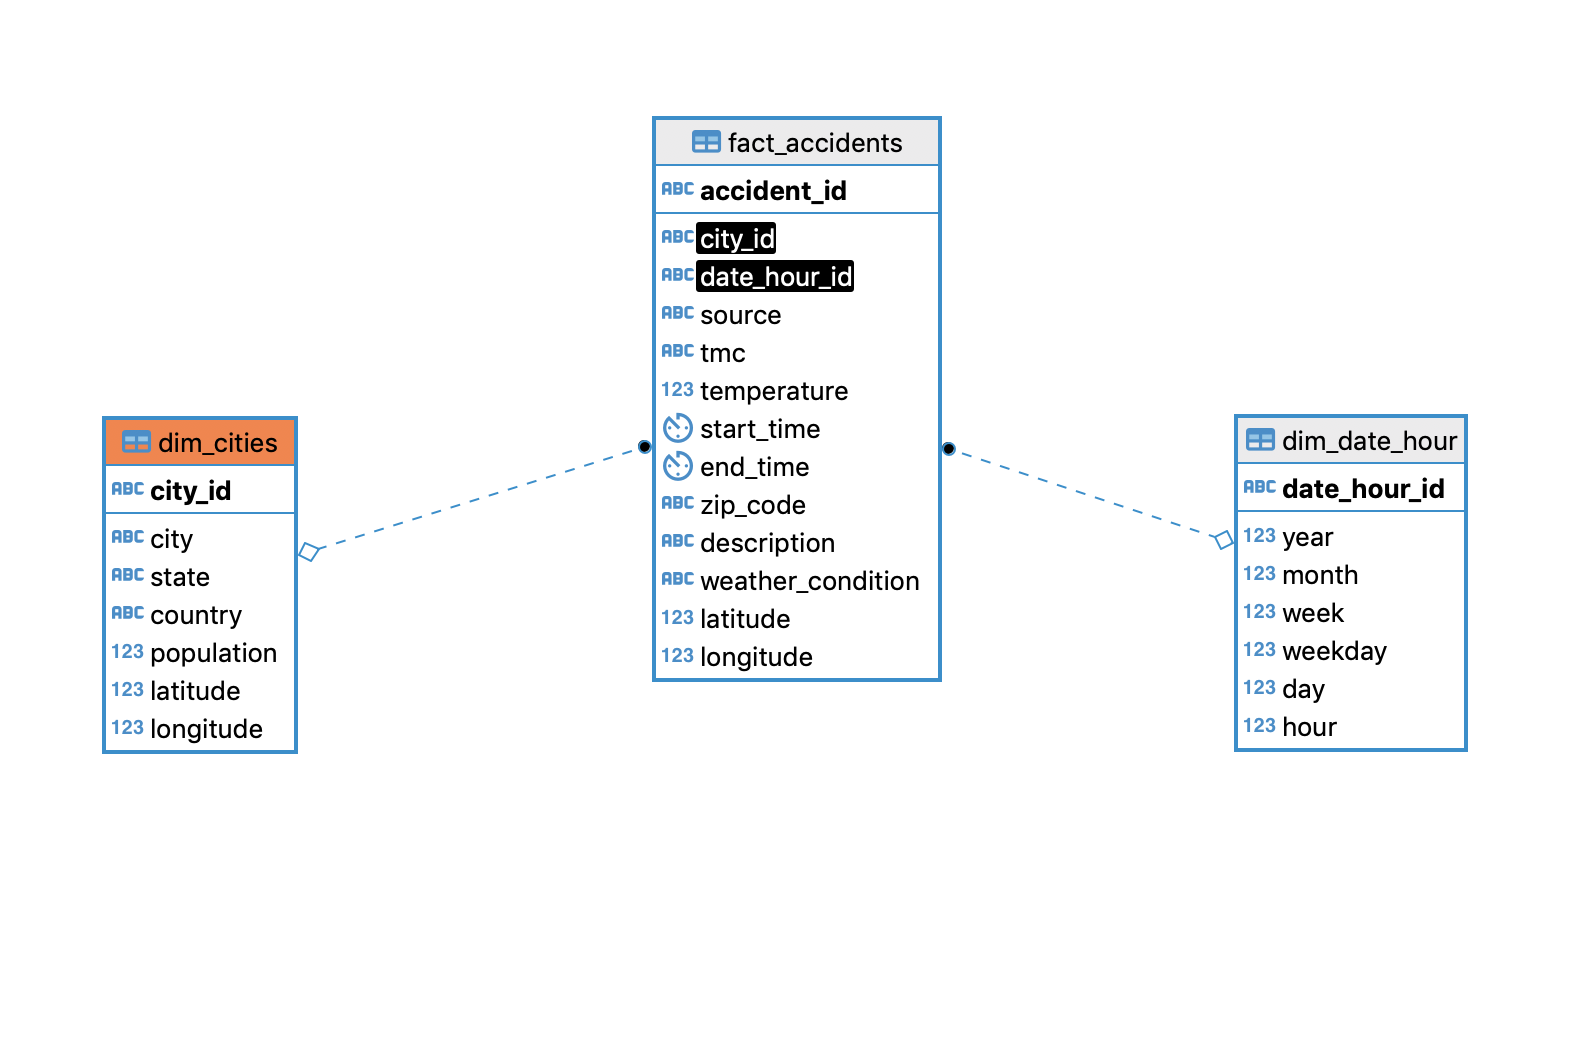 fact_accidents
ABC accident_id
ABC city_id
ABC date_hour_id
ABC source
ABC tmc
123 temperature
start_time
end_time
ABC zip_code
ABC description
ABC weather_condition
123 latitude
123 longitude
dim_cities
ABC city_id
ABC city
ABC state
ABC country
123 population
123 latitude
123 longitude
dim_date_hour
ABC date_hour_id
123 year
123 month
123 week
123 weekday
123 day
123 hour